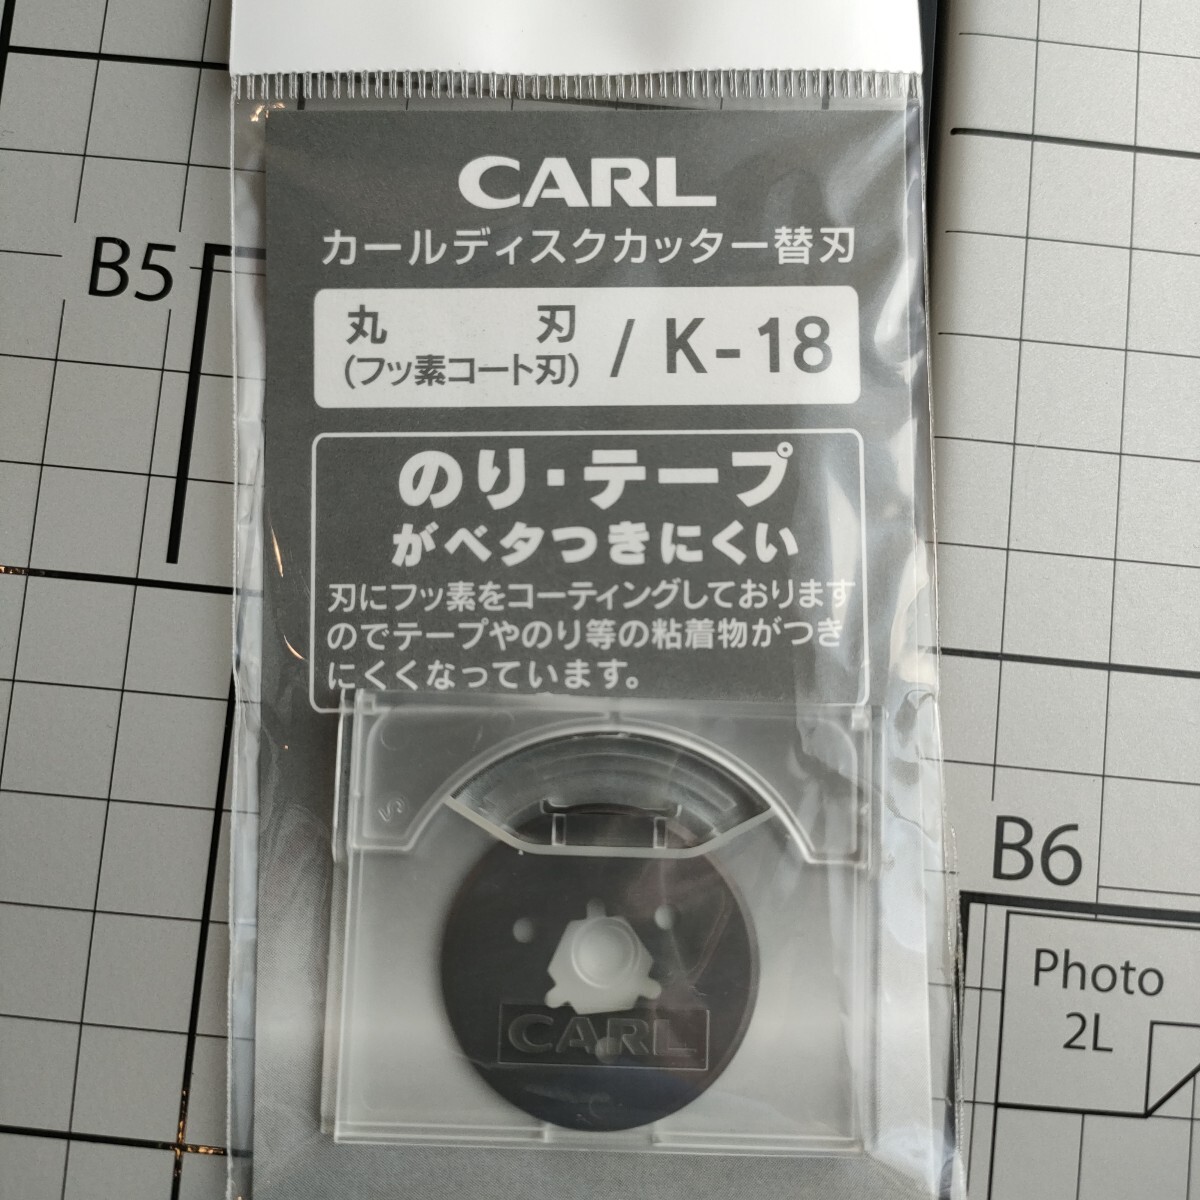 CARL
カールディスクカッター替刃
丸 刃
(フッ素コート刃)
/ K-18
のり・テープ
がベタつきにくい
刃にフッ素をコーティングしております
のでテープやのり等の粘着物がつき
にくくなっています。
CARL
B5
B6
Photo
2L